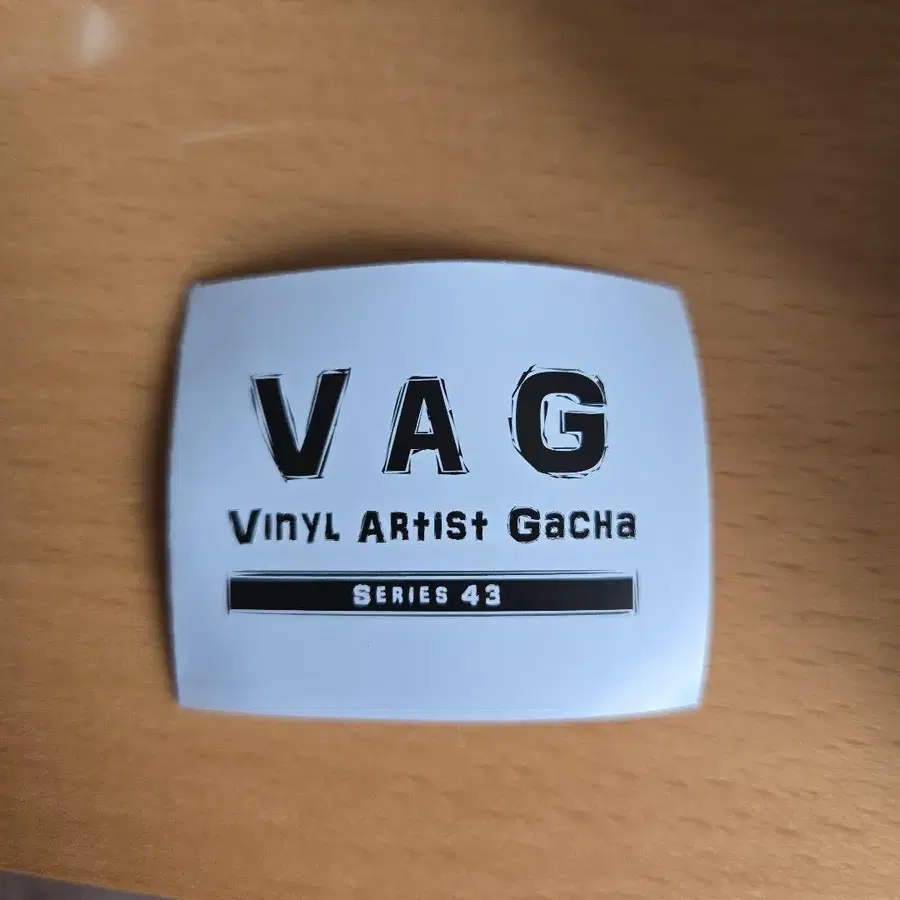 VAG
Vinyl Artist Gacha
Series 43